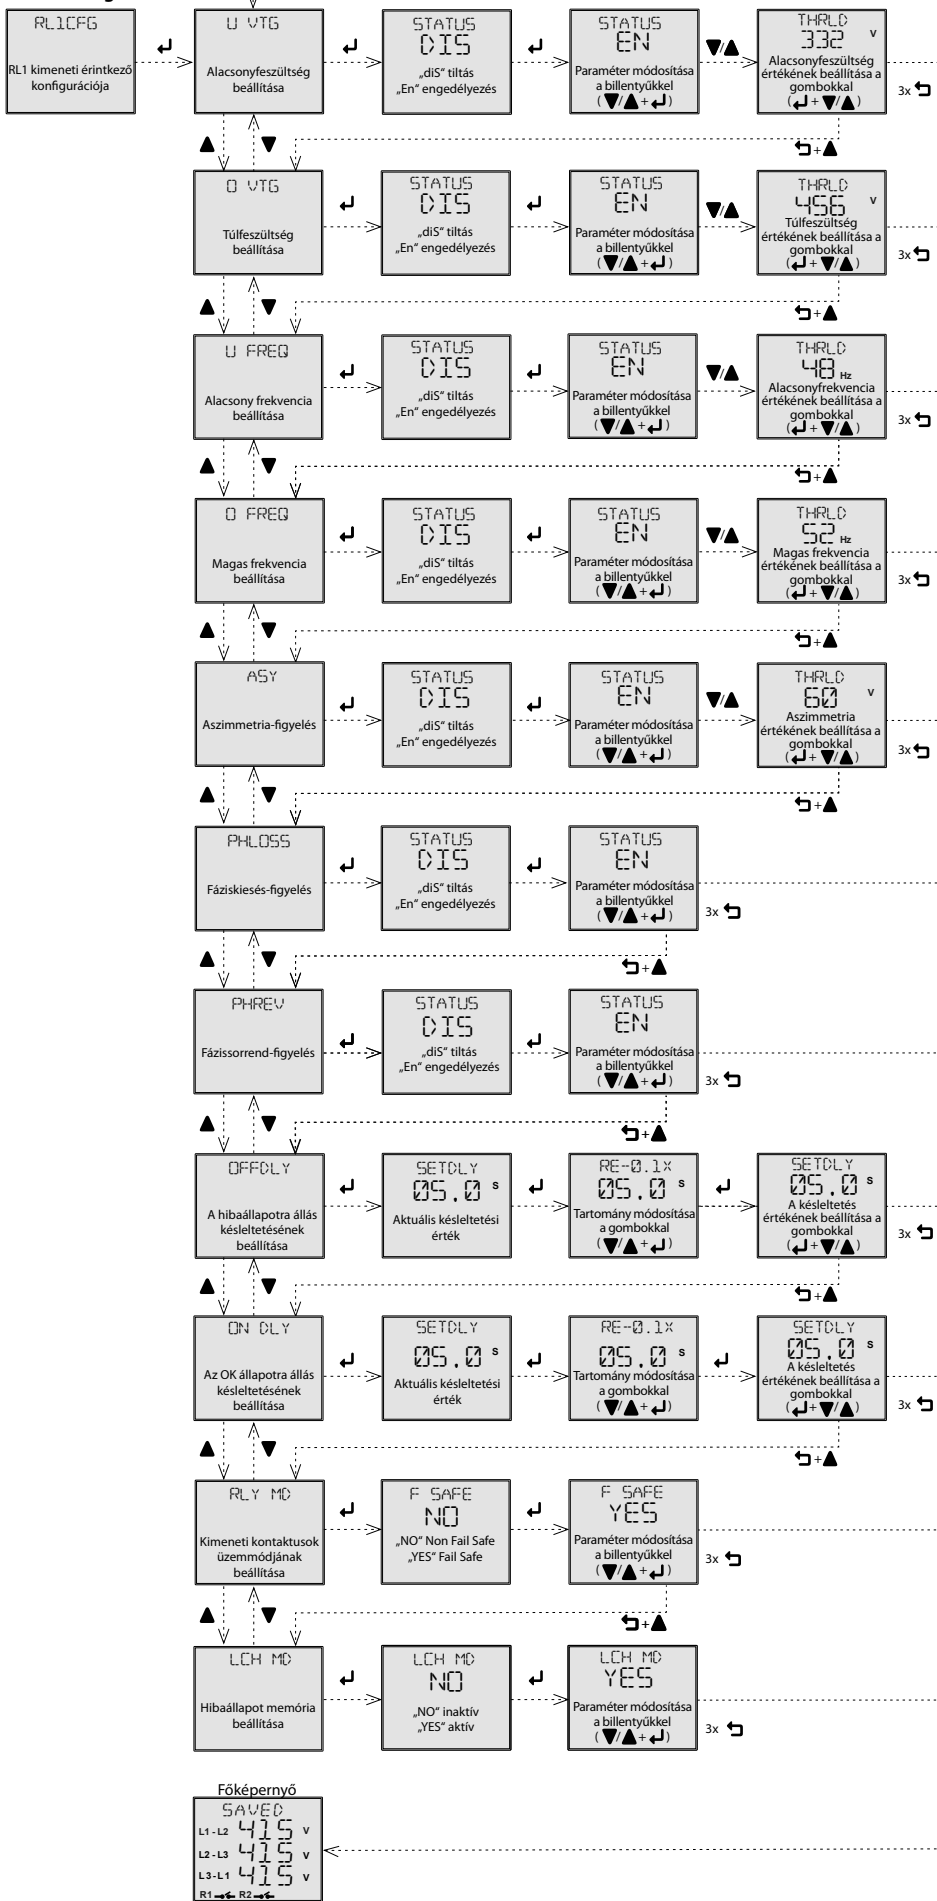 RL1CFG
RL1 kimeneti érintkező
konfigurációja
U VTG
Alacsonyfeszültség
beállítása
STATUS
DIS
„diS“ tiltás
„En“ engedélyezés
STATUS
EN
Paraméter módosítása
a billentyűkkel
(▼/▲+↵)
▼/▲
THRLD
332 V
Alacsonyfeszültség
értékének beállítása a
gombokkal
(↵+▼/▲)
3x
+▲
O VTG
Túlfeszültség
beállítása
STATUS
DIS
„diS“ tiltás
„En“ engedélyezés
STATUS
EN
Paraméter módosítása
a billentyűkkel
(▼/▲+↵)
▼/▲
THRLD
456 V
Túlfeszültség
értékének beállítása a
gombokkal
(↵+▼/▲)
3x
+▲
U FREQ
Alacsony frekvencia
beállítása
STATUS
DIS
„diS“ tiltás
„En“ engedélyezés
STATUS
EN
Paraméter módosítása
a billentyűkkel
(▼/▲+↵)
▼/▲
THRLD
48 Hz
Alacsonyfrekvencia
értékének beállítása a
gombokkal
(↵+▼/▲)
3x
+▲
O FREQ
Magas frekvencia
beállítása
STATUS
DIS
„diS“ tiltás
„En“ engedélyezés
STATUS
EN
Paraméter módosítása
a billentyűkkel
(▼/▲+↵)
▼/▲
THRLD
52 Hz
Magas frekvencia
értékének beállítása a
gombokkal
(↵+▼/▲)
3x
+▲
ASY
Aszimmetria-figyelés
STATUS
DIS
„diS“ tiltás
„En“ engedélyezés
STATUS
EN
Paraméter módosítása
a billentyűkkel
(▼/▲+↵)
▼/▲
THRLD
60 V
Aszimmetria
értékének beállítása a
gombokkal
(↵+▼/▲)
3x
+▲
PHLOSS
Fáziskiesés-figyelés
STATUS
DIS
„diS“ tiltás
„En“ engedélyezés
STATUS
EN
Paraméter módosítása
a billentyűkkel
(▼/▲+↵)
3x
+▲
PHREV
Fázissorrend-figyelés
STATUS
DIS
„diS“ tiltás
„En“ engedélyezés
STATUS
EN
Paraméter módosítása
a billentyűkkel
(▼/▲+↵)
3x
+▲
OFFDLY
A hibaállapotra állás
késleltetésének
beállítása
SETDLY
05.0 s
Aktuális késleltetési
érték
RE-0.1X
05.0 s
Tartomány módosítása
a gombokkal
(▼/▲+↵)
SETDLY
05.0 s
A késleltetés
értékének beállítása a
gombokkal
(↵+▼/▲)
3x
+▲
ON DLY
Az OK állapotra állás
késleltetésének
beállítása
SETDLY
05.0 s
Aktuális késleltetési
érték
RE-0.1X
05.0 s
Tartomány módosítása
a gombokkal
(▼/▲+↵)
SETDLY
05.0 s
A késleltetés
értékének beállítása a
gombokkal
(↵+▼/▲)
3x
+▲
RLY MD
Kimeneti kontaktusok
üzemmódjának
beállítása
F SAFE
NO
„NO“ Non Fail Safe
„YES“ Fail Safe
F SAFE
YES
Paraméter módosítása
a billentyűkkel
(▼/▲+↵)
3x
+▲
LCH MD
Hibaállapot memória
beállítása
LCH MD
NO
„NO“ inaktív
„YES“ aktív
LCH MD
YES
Paraméter módosítása
a billentyűkkel
(▼/▲+↵)
3x
Főképernyő
SAVED
L1-L2 415 V
L2-L3 415 V
L3-L1 415 V
R1 R2